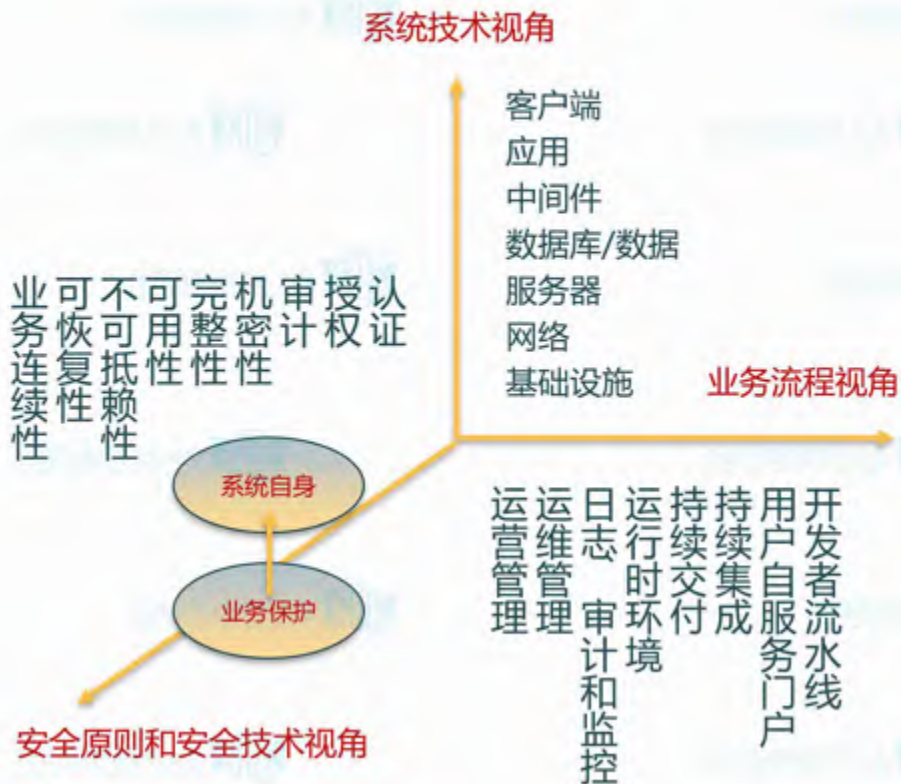 系统技术视角
客户端
应用
中间件
数据库/数据
服务器
网络
基础设施
业务流程视角
业务连续性
可恢复性
不可抵赖性
可用性
完整性
机密性
审计
授权
认证
系统自身
业务保护
运营管理
运维管理
日志、审计和监控
运行时环境
持续交付
持续集成
用户自服务门户
开发者流水线
安全原则和安全技术视角